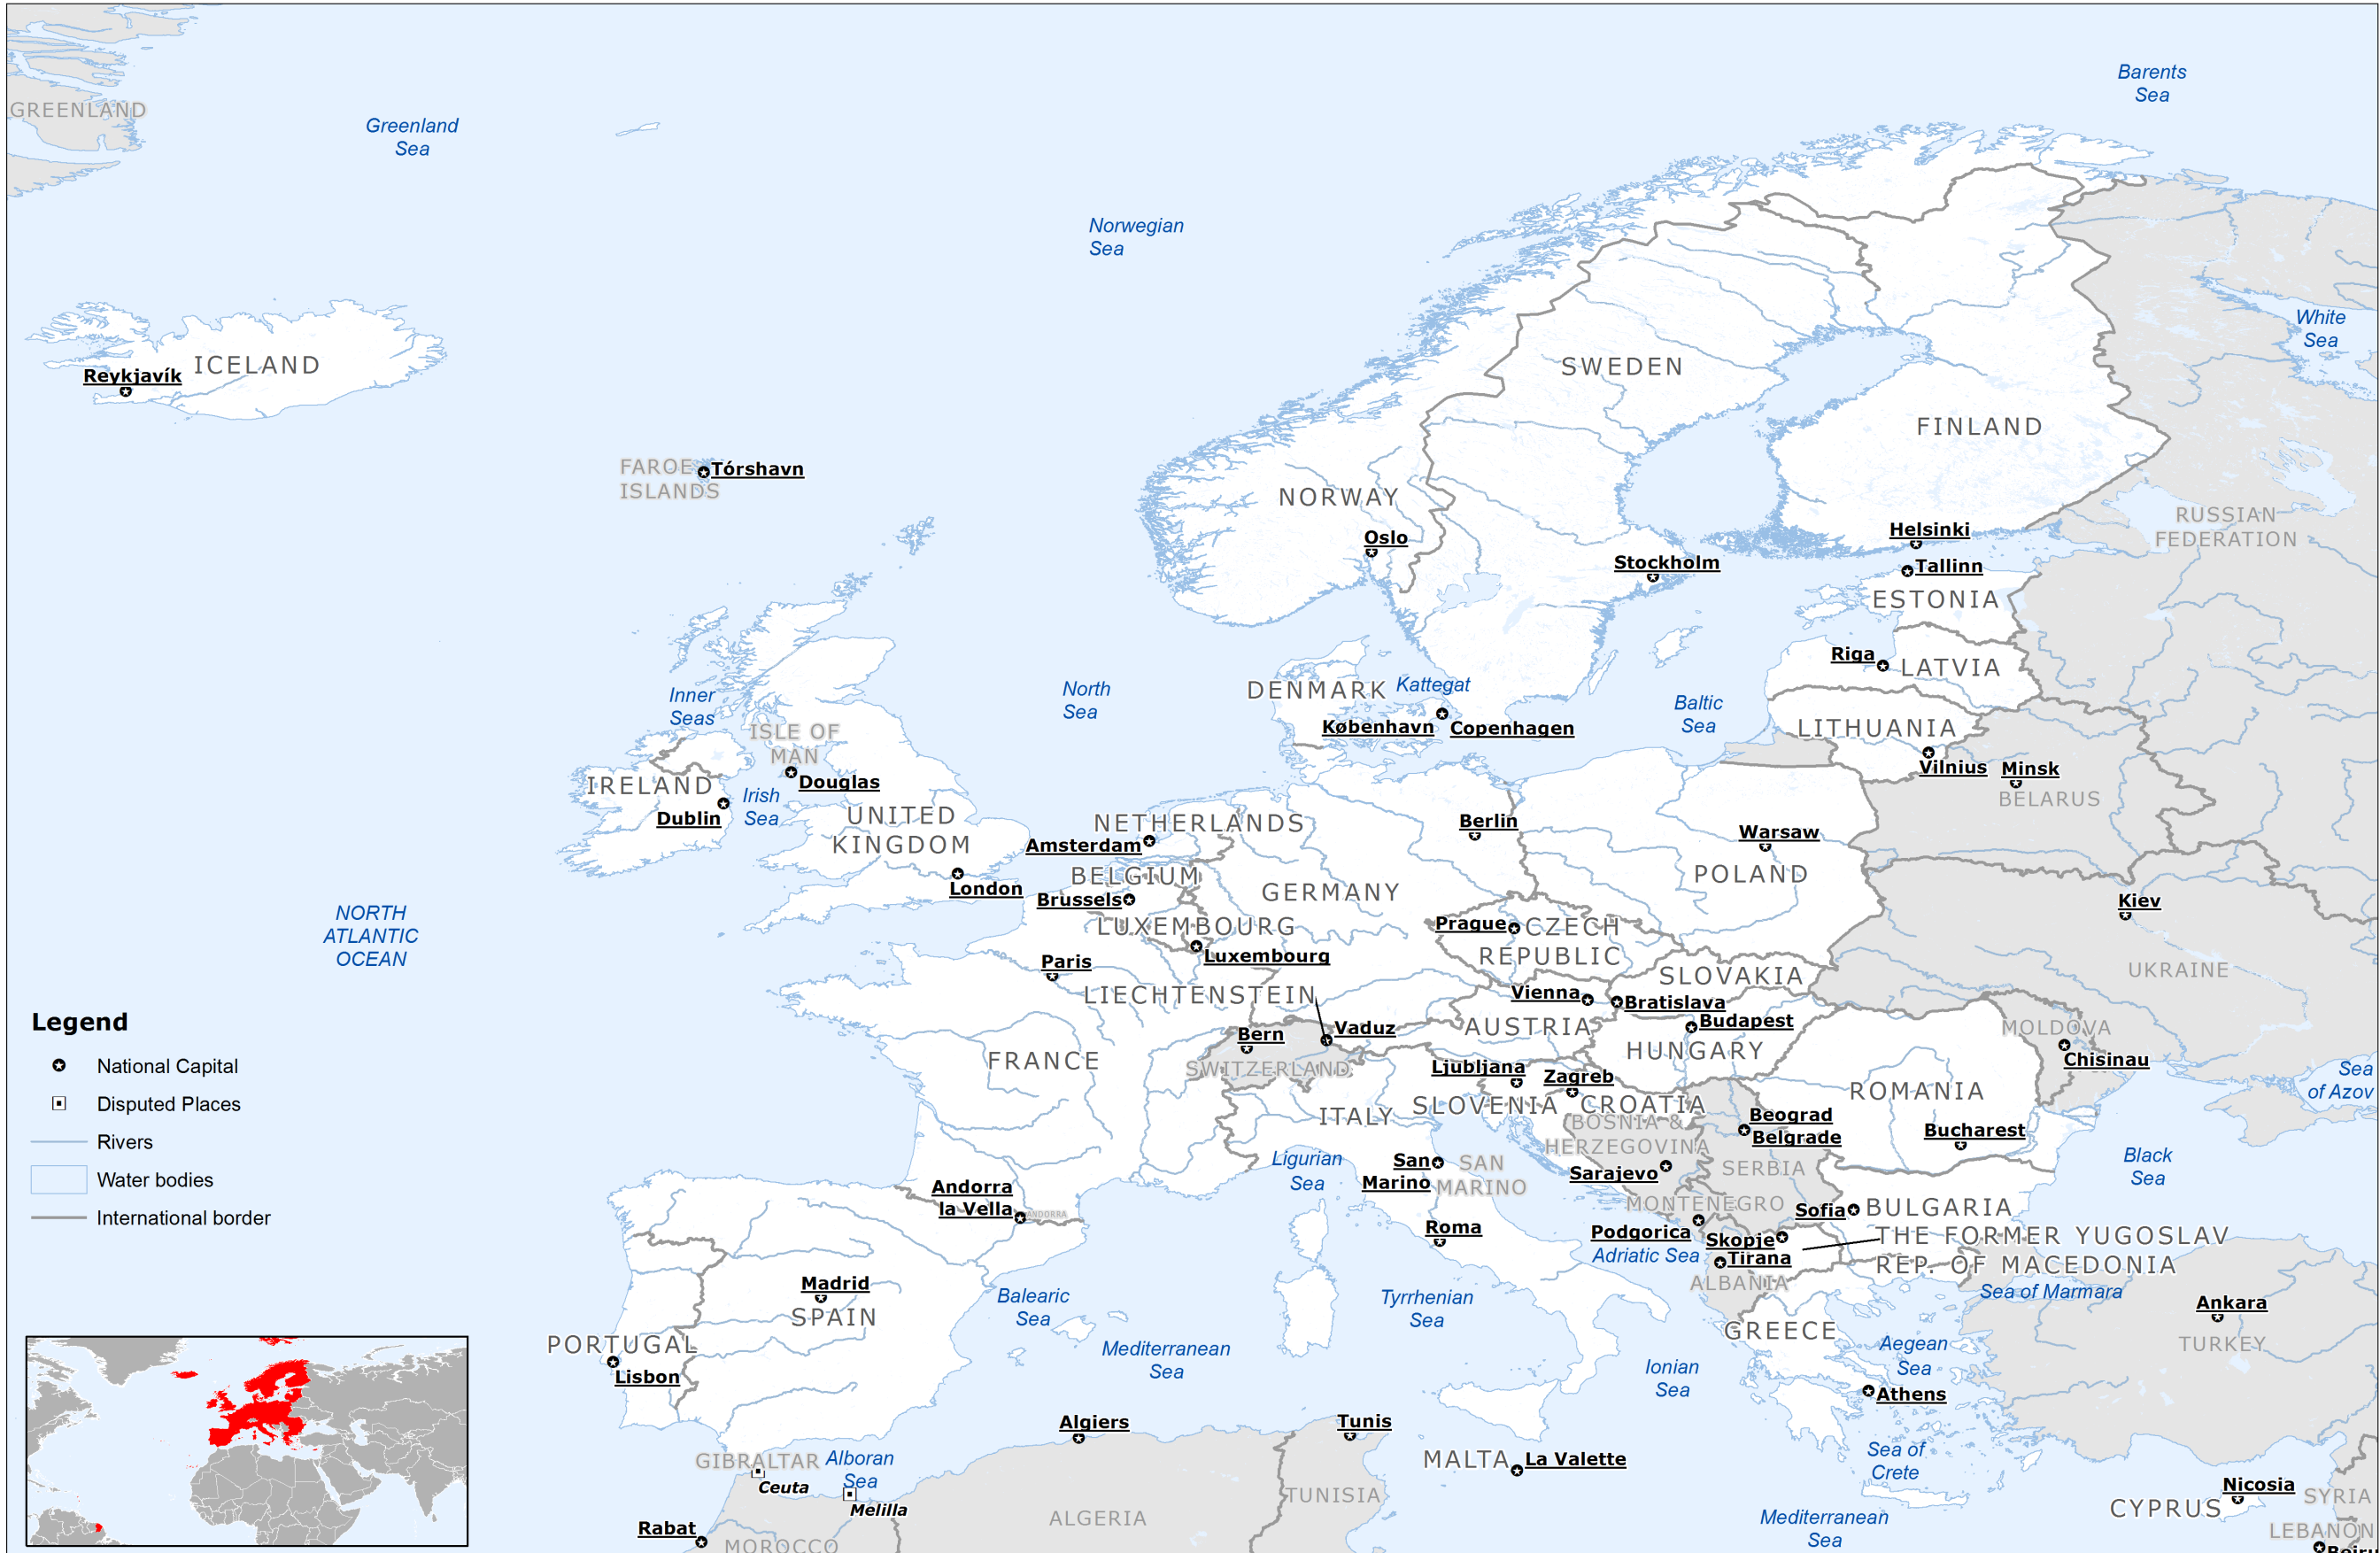 Barents
Sea
GREENLAND
Greenland
Sea
Norwegian
Sea
White
Sea
ICELAND
Reykjavík
SWEDEN
FINLAND
FAROE
ISLANDS
Tórshavn
NORWAY
RUSSIAN
FEDERATION
Oslo
Helsinki
Stockholm
Tallinn
ESTONIA
Riga
LATVIA
Inner
Seas
North
Sea
DENMARK
Kattegat
Baltic
Sea
København
Copenhagen
ISLE OF
MAN
Douglas
LITHUANIA
Vilnius
Minsk
BELARUS
IRELAND
Dublin
Irish
Sea
UNITED
KINGDOM
London
NETHERLANDS
Amsterdam
Berlin
Warsaw
POLAND
BELGIUM
Brussels
GERMANY
Kiev
NORTH
ATLANTIC
OCEAN
LUXEMBOURG
Luxembourg
Prague
CZECH
REPUBLIC
Paris
SLOVAKIA
UKRAINE
LIECHTENSTEIN
Vienna
Bratislava
Vaduz
Bern
AUSTRIA
Budapest
MOLDOVA
Chisinau
SWITZERLAND
FRANCE
HUNGARY
Ljubljana
Zagreb
Sea
of Azov
ITALY
SLOVENIA
CROATIA
ROMANIA
BOSNIA &
HERZEGOVINA
Beograd
Belgrade
Bucharest
Ligurian
Sea
San
Marino
SAN
MARINO
Sarajevo
SERBIA
Black
Sea
Andorra
la Vella
ANDORRA
MONTENEGRO
Sofia
BULGARIA
Roma
Podgorica
Skopje
THE FORMER YUGOSLAV
REP. OF MACEDONIA
Adriatic Sea
Tirana
ALBANIA
Sea of Marmara
Madrid
SPAIN
Balearic
Sea
Tyrrhenian
Sea
Ankara
TURKEY
PORTUGAL
Lisbon
Mediterranean
Sea
GREECE
Aegean
Sea
Ionian
Sea
Athens
Algiers
Tunis
GIBRALTAR
Alboran
Sea
Ceuta
Melilla
MALTA
La Valette
Sea of
Crete
Nicosia
CYPRUS
SYRIA
TUNISIA
ALGERIA
Mediterranean
Sea
Rabat
MOROCCO
LEBANON
Legend
National Capital
Disputed Places
Rivers
Water bodies
International border